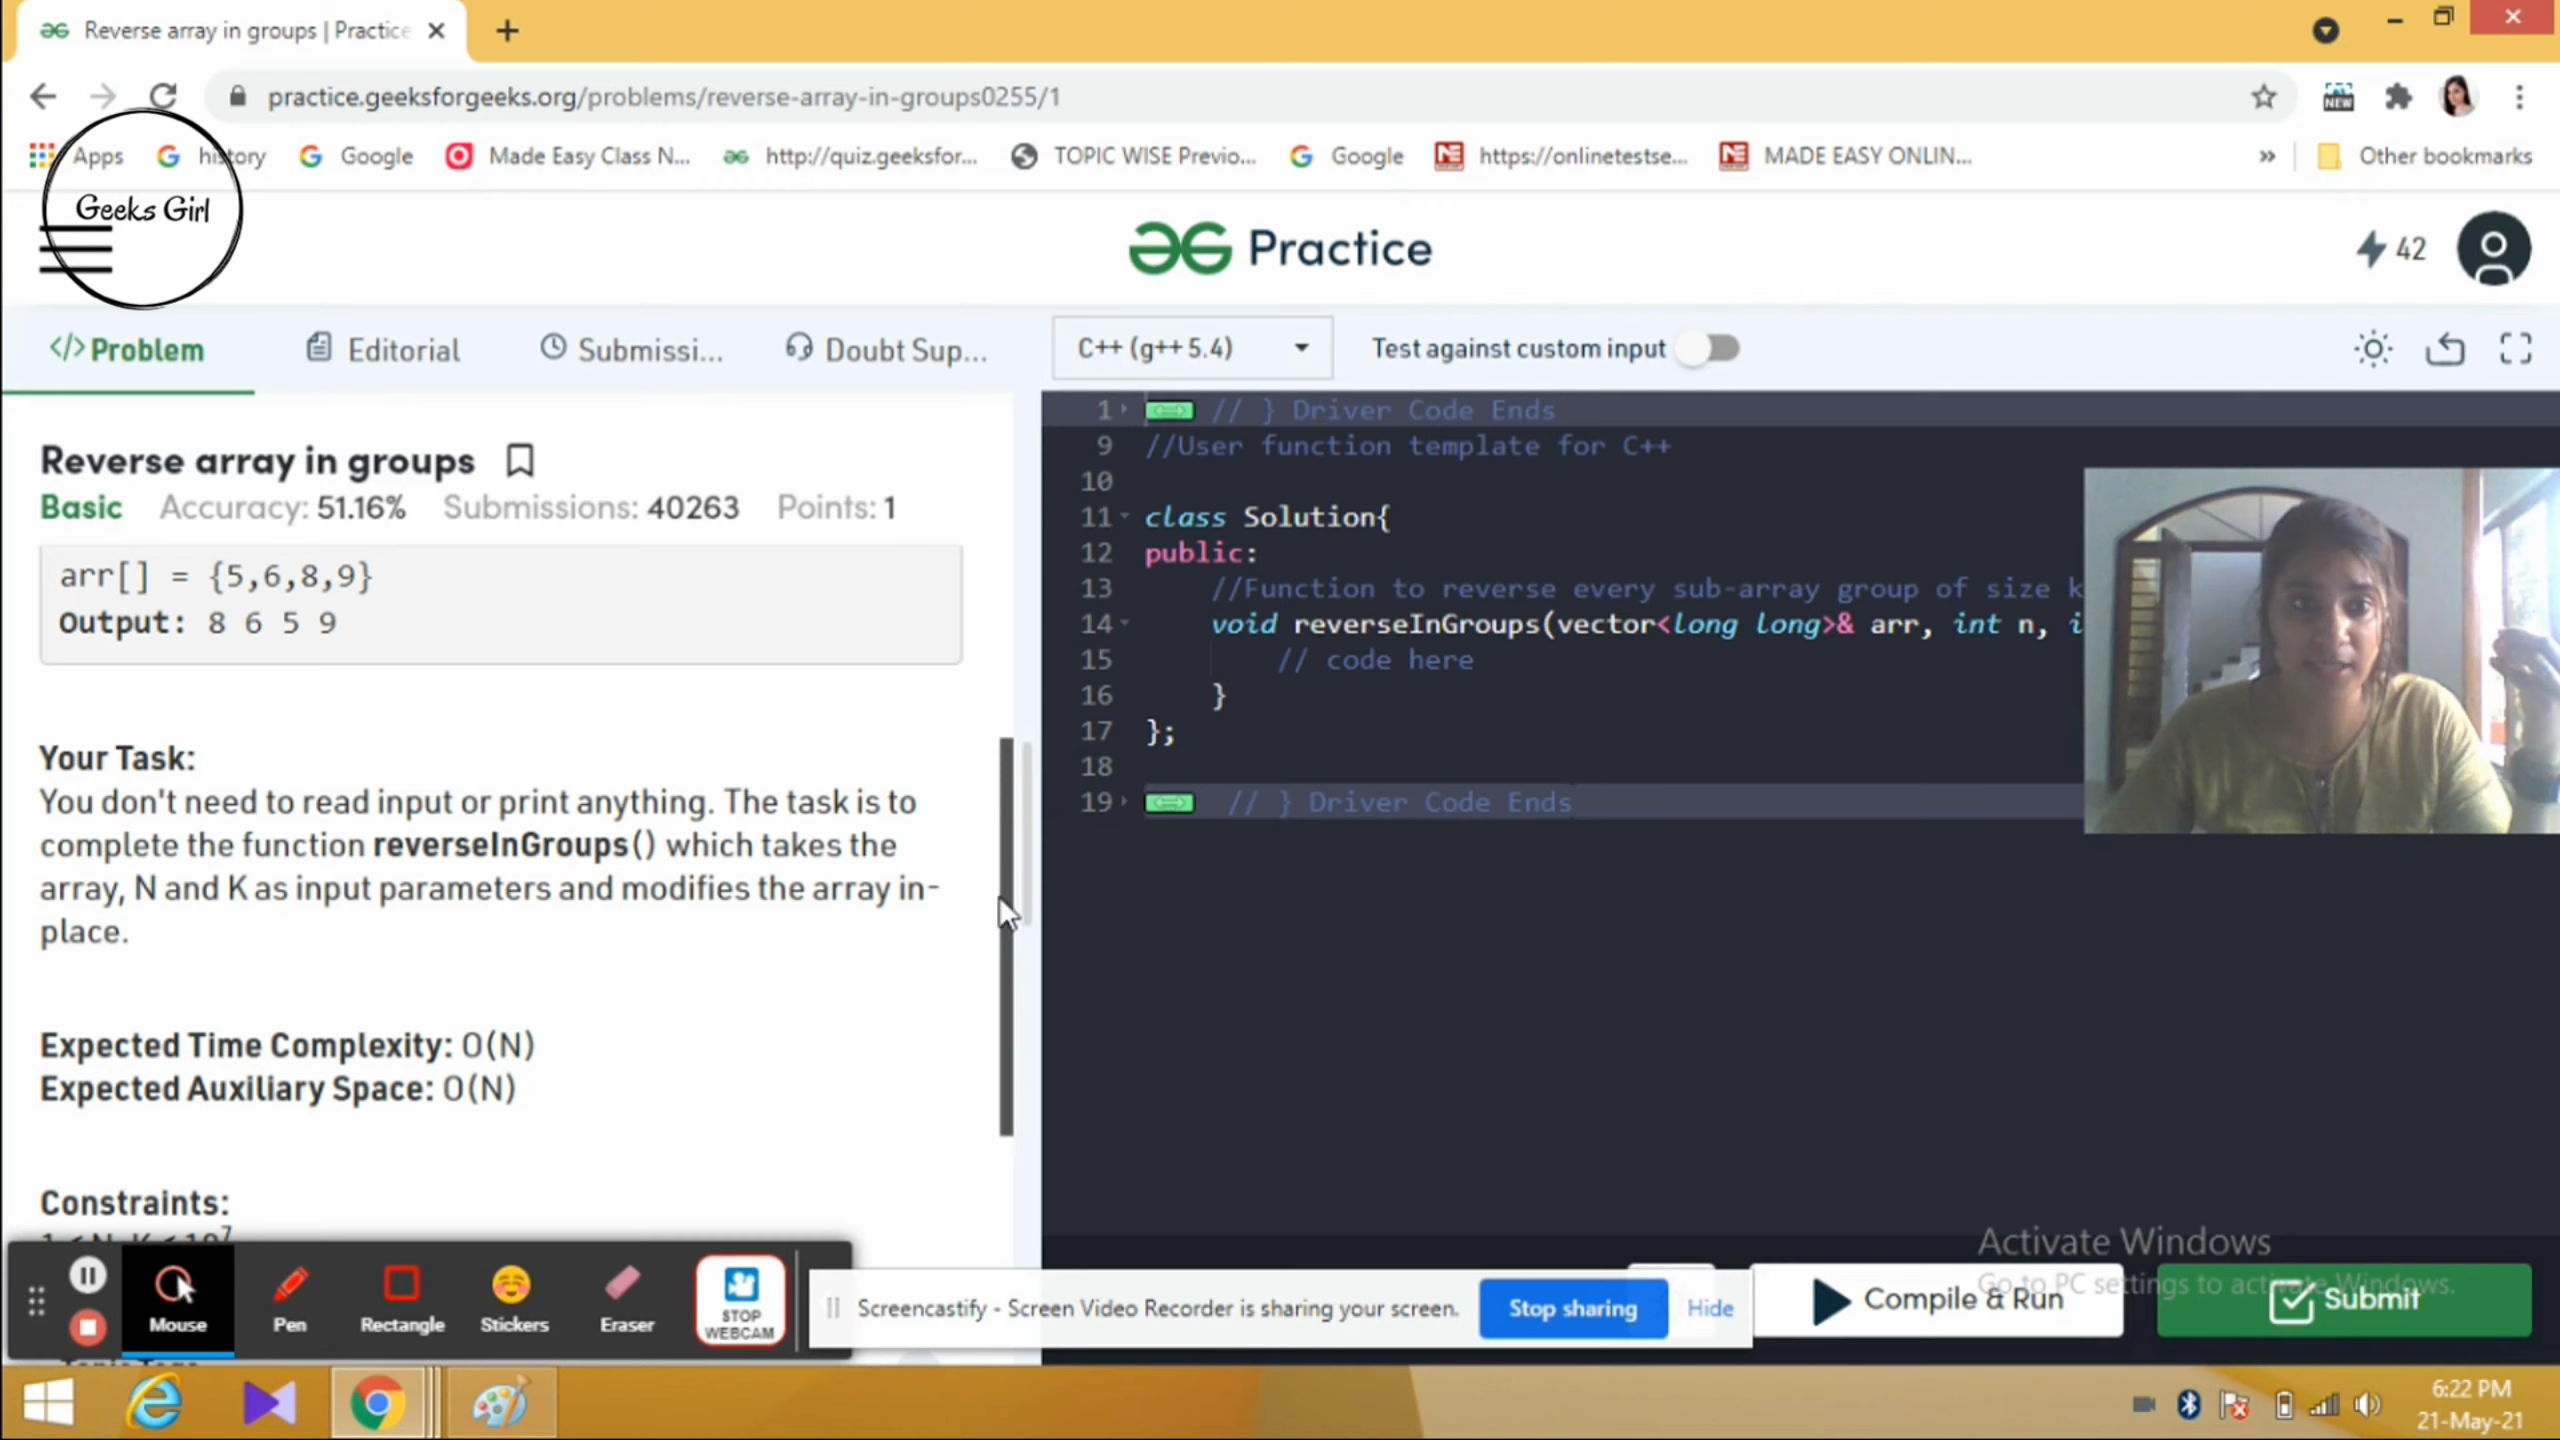 Reverse array in groups | Practice
practice.geeksforgeeks.org/problems/reverse-array-in-groups0255/1
Apps
history
Google
Made Easy Class N...
http://quiz.geeksfor...
TOPIC WISE Previo...
Google
https://onlinetestse...
MADE EASY ONLIN...
»
Other bookmarks
NEW
Geeks Girl
Practice
42
</> Problem
Editorial
Submissi...
Doubt Sup...
C++ (g++ 5.4)
Test against custom input
Reverse array in groups
Basic Accuracy: 51.16% Submissions: 40263 Points: 1
arr[] = {5,6,8,9}
Output: 8 6 5 9
Your Task:
You don't need to read input or print anything. The task is to
complete the function reverseInGroups() which takes the
array, N and K as input parameters and modifies the array in-
place.
Expected Time Complexity: O(N)
Expected Auxiliary Space: O(N)
Constraints:
1 // } Driver Code Ends
9 //User function template for C++
10
11 class Solution{
12 public:
13 //Function to reverse every sub-array group of size k
14 void reverseInGroups(vector<long long>& arr, int n, i
15 // code here
16 }
17 };
18
19 // } Driver Code Ends
Activate Windows
Go to PC settings to activate Windows.
Compile & Run
Submit
Mouse
Pen
Rectangle
Stickers
Eraser
STOP
WEBCAM
Screencastify - Screen Video Recorder is sharing your screen.
Stop sharing
Hide
6:22 PM
21-May-21